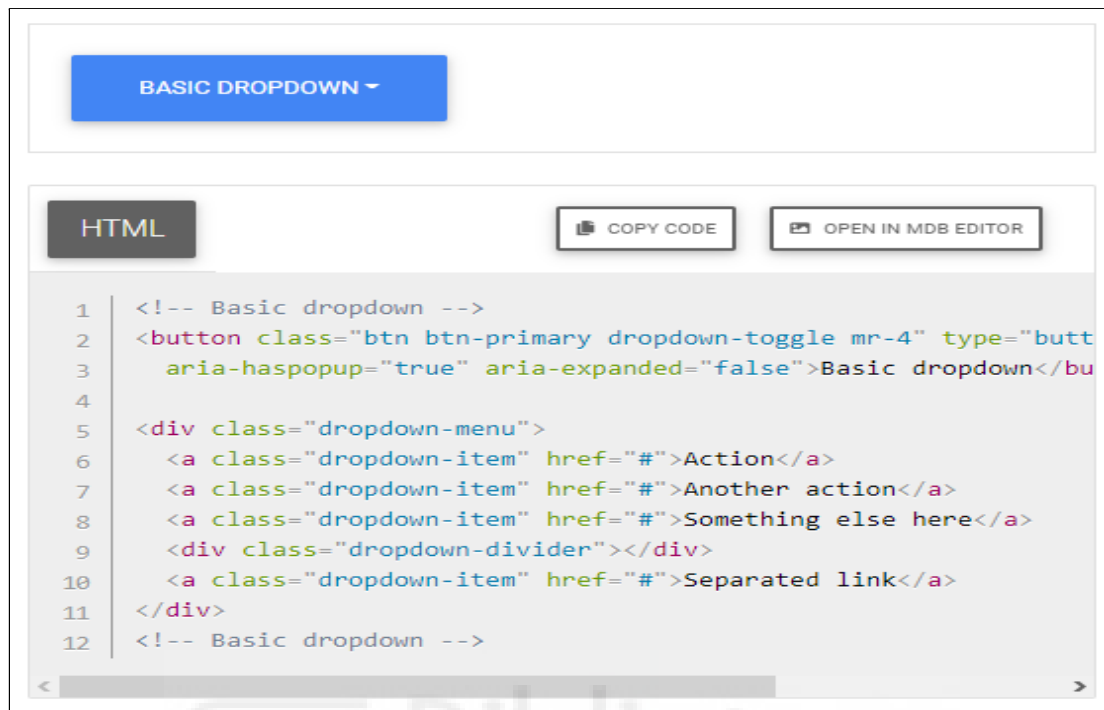 BASIC DROPDOWN
HTML
COPY CODE
OPEN IN MDB EDITOR
1 <!-- Basic dropdown -->
2 <button class="btn btn-primary dropdown-toggle mr-4" type="butt
3 aria-haspopup="true" aria-expanded="false">Basic dropdown</bu
4
5 <div class="dropdown-menu">
6 <a class="dropdown-item" href="#">Action</a>
7 <a class="dropdown-item" href="#">Another action</a>
8 <a class="dropdown-item" href="#">Something else here</a>
9 <div class="dropdown-divider"></div>
10 <a class="dropdown-item" href="#">Separated link</a>
11 </div>
12 <!-- Basic dropdown -->